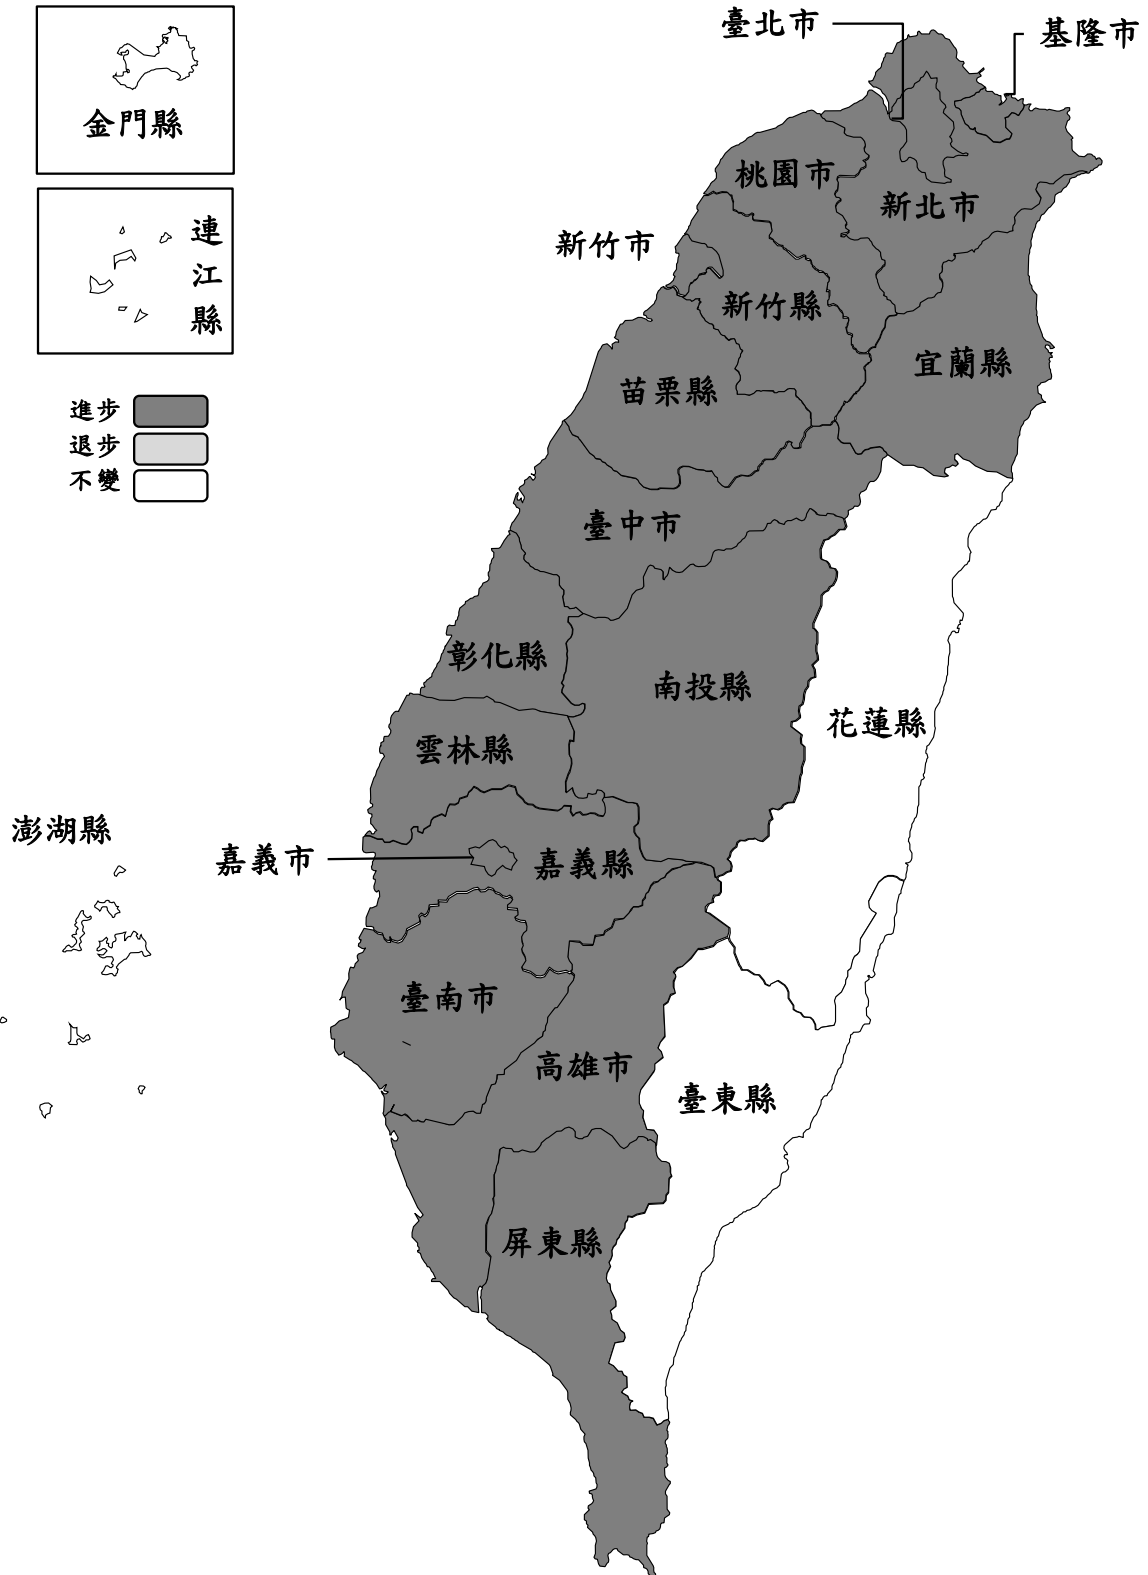 臺北市
基隆市
金門縣
桃園市
新北市
連
江
縣
新竹市
新竹縣
宜蘭縣
苗栗縣
進步
退步
不變
臺中市
彰化縣
南投縣
花蓮縣
雲林縣
澎湖縣
嘉義市
嘉義縣
臺南市
高雄市
臺東縣
屏東縣